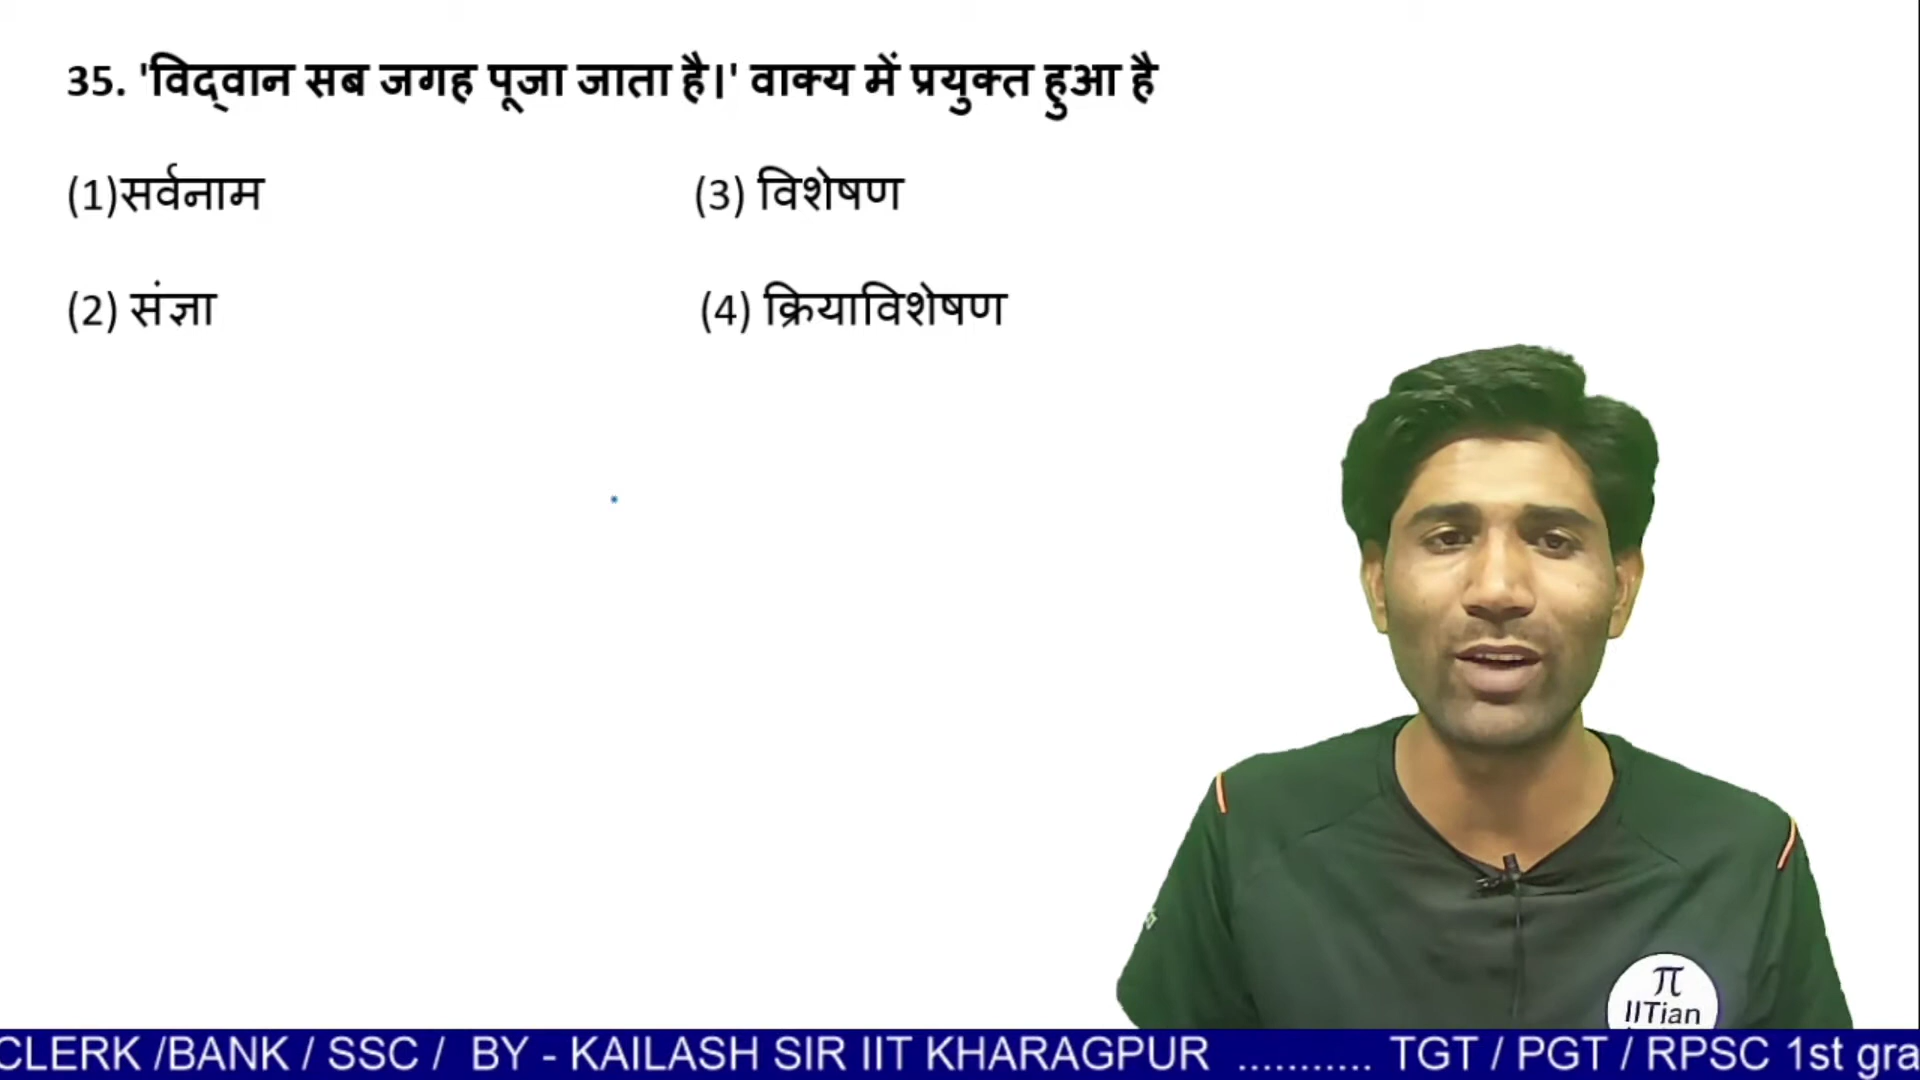 35. 'विद्‌वान सब जगह पूजा जाता है।' वाक्य में प्रयुक्त हुआ है
(1)सर्वनाम
(3) विशेषण
(2) संज्ञा
(4) क्रियाविशेषण
π
IITian
CLERK /BANK / SSC / BY - KAILASH SIR IIT KHARAGPUR ........... TGT / PGT / RPSC 1st gra